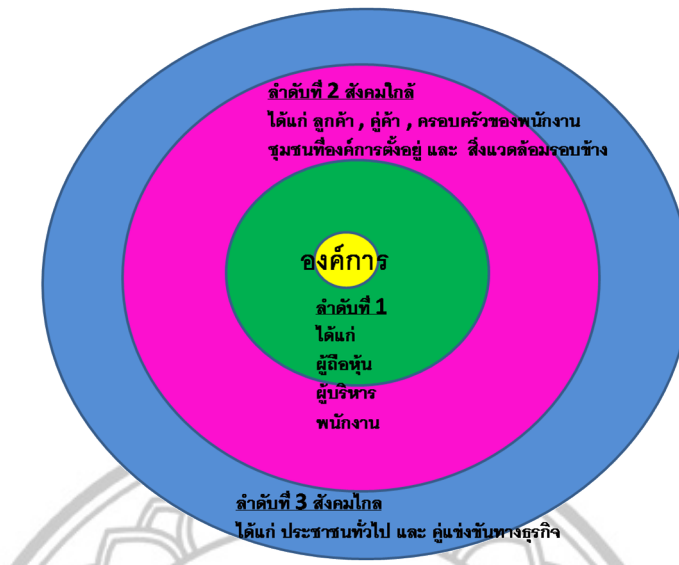 ลำดับที่ 2 สังคมใกล้
ได้แก่ ลูกค้า , คู่ค้า , ครอบครัวของพนักงาน
ชุมชนที่องค์การตั้งอยู่ และ สิ่งแวดล้อมรอบข้าง
องค์การ
ลำดับที่ 1
ได้แก่
ผู้ถือหุ้น
ผู้บริหาร
พนักงาน
ลำดับที่ 3 สังคมไกล
ได้แก่ ประชาชนทั่วไป และ คู่แข่งขันทางธุรกิจ